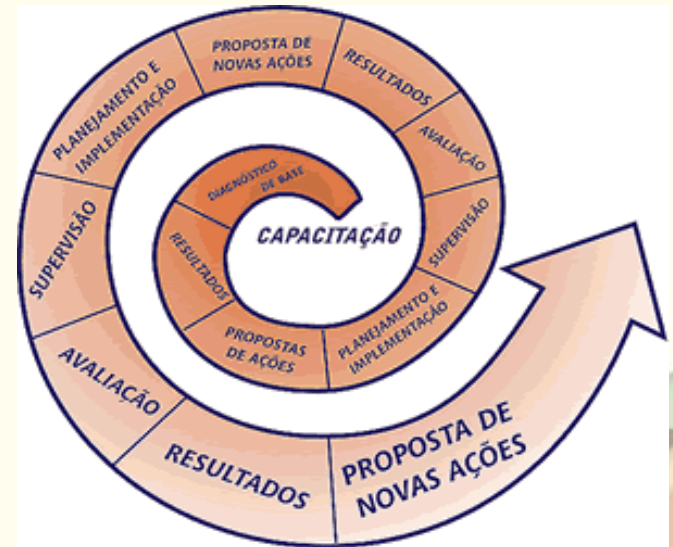 CAPACITAÇÃO
DIAGNÓSTICO
DE BASE
RESULTADOS
PROPOSTAS
DE AÇÕES
PLANEJAMENTO E
IMPLEMENTAÇÃO
SUPERVISÃO
AVALIAÇÃO
RESULTADOS
PROPOSTA DE
NOVAS AÇÕES
PLANEJAMENTO E
IMPLEMENTAÇÃO
SUPERVISÃO
AVALIAÇÃO
RESULTADOS
PROPOSTA DE
NOVAS AÇÕES